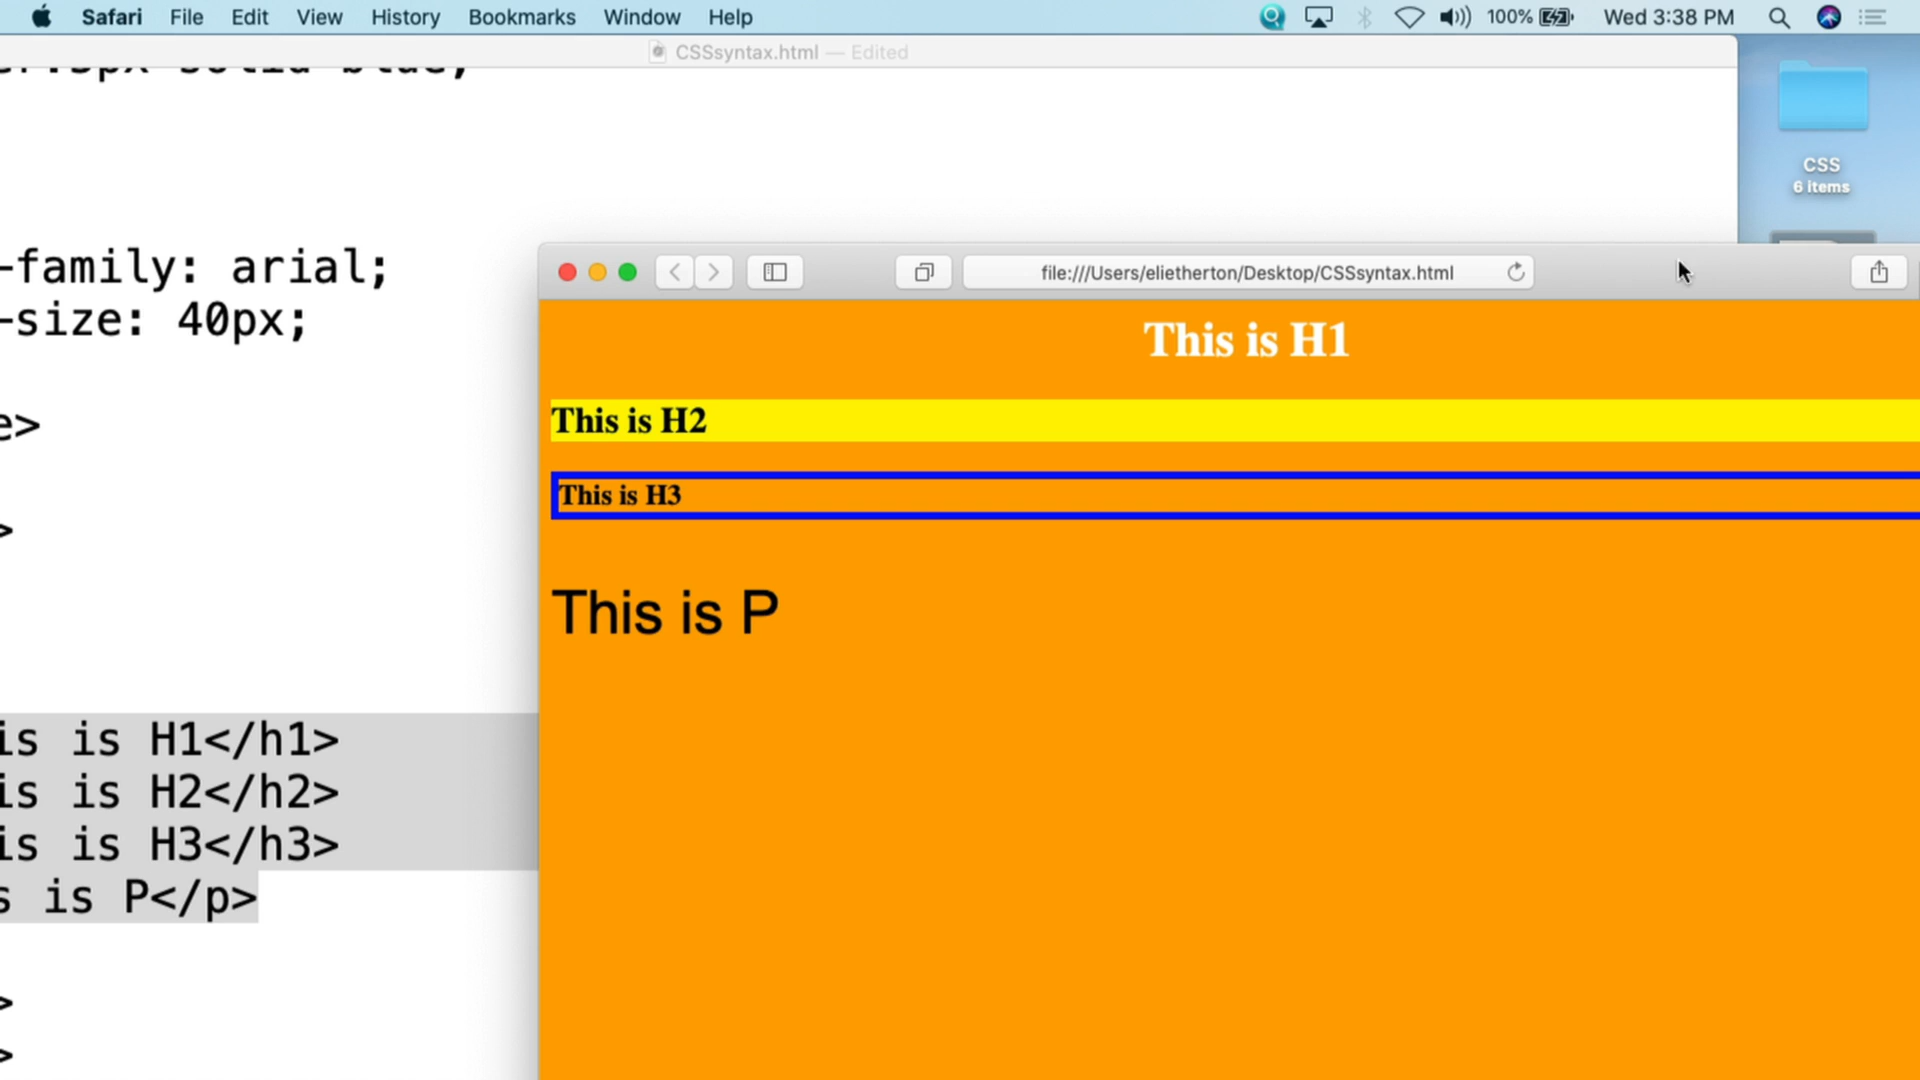 Safari File Edit View History Bookmarks Window Help 100% Wed 3:38 PM
CSSsyntax.html — Edited
solid blue;
CSS
6 items
-family: arial;
-size: 40px;
e>
>
is is H1</h1>
is is H2</h2>
is is H3</h3>
s is P</p>
>
>
file:///Users/elietherton/Desktop/CSSsyntax.html
This is H1
This is H2
This is H3
This is P